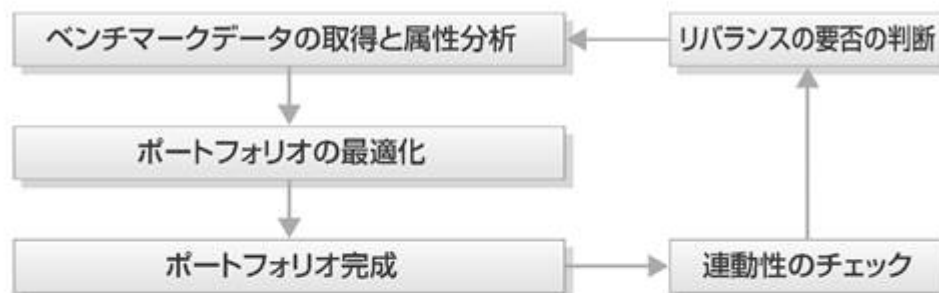 ベンチマークデータの取得と属性分析
リバランスの要否の判断
ポートフォリオの最適化
ポートフォリオ完成
連動性のチェック